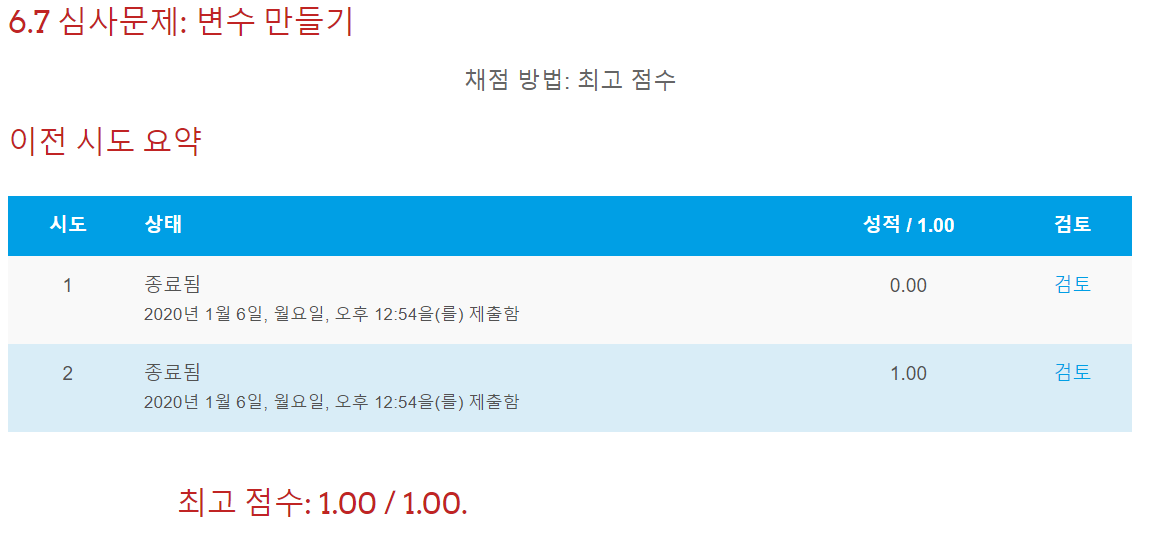 6.7 심사문제: 변수 만들기
채점 방법: 최고 점수
이전 시도 요약
시도 상태 성적 / 1.00 검토
1 종료됨 0.00 검토
2020년 1월 6일, 월요일, 오후 12:54을(를) 제출함
2 종료됨 1.00 검토
2020년 1월 6일, 월요일, 오후 12:54을(를) 제출함
최고 점수: 1.00 / 1.00.